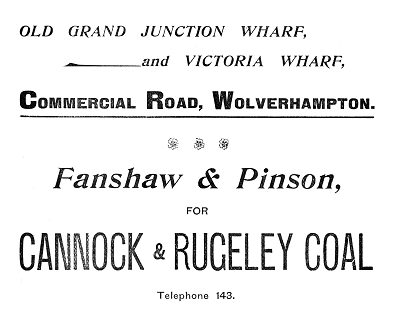 OLD GRAND JUNCTION WHARF,
and VICTORIA WHARF,
COMMERCIAL ROAD, WOLVERHAMPTON.
Fanshaw & Pinson,
FOR
CANNOCK & RUGELEY COAL
Telephone 143.